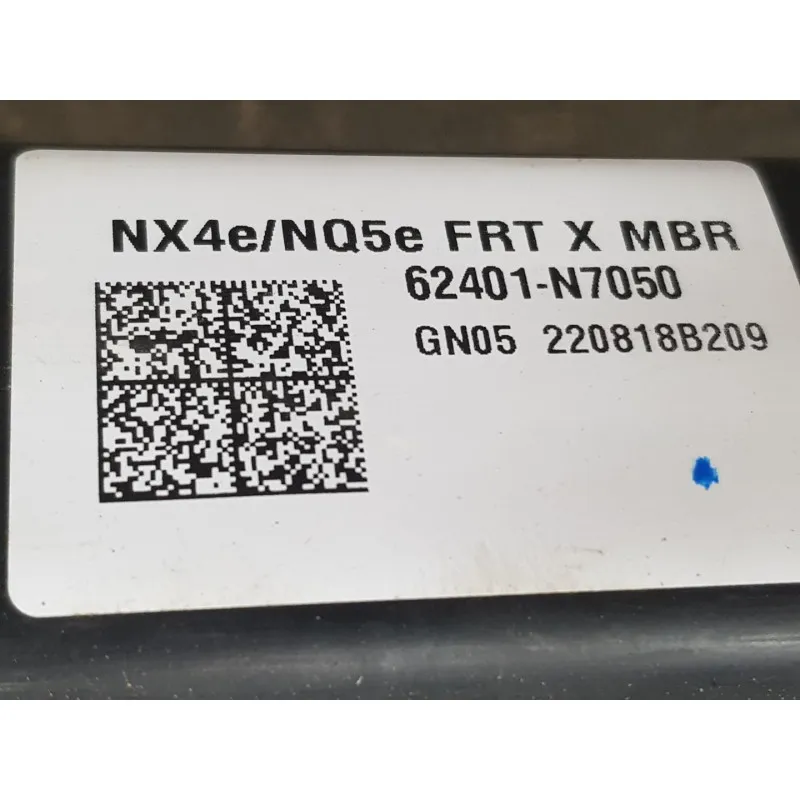 NX4e/NQ5e FRT X MBR
62401-N7050
GN05 220818B209